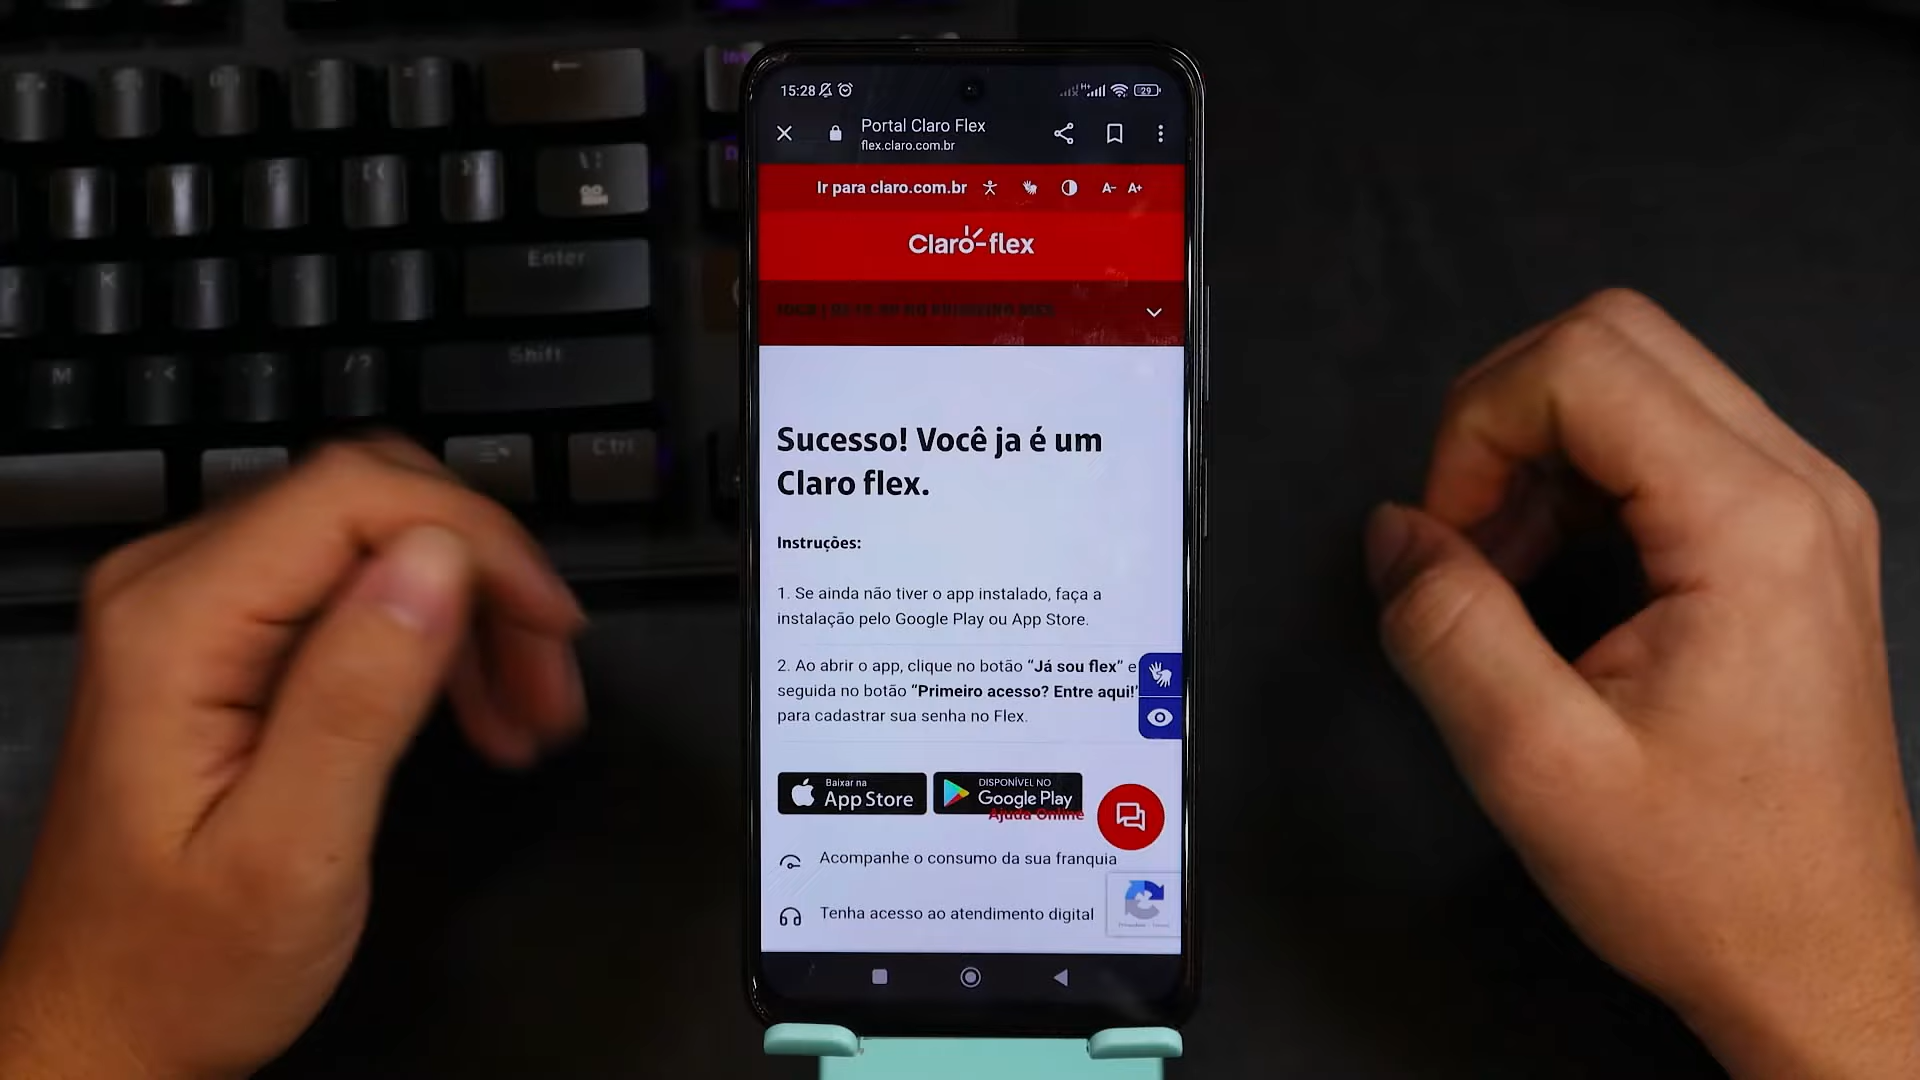 15:28
H+
29
Portal Claro Flex
flex.claro.com.br
Ir para claro.com.br
A- A+
Claro-flex
Sucesso! Você ja é um
Claro flex.
Instruções:
1. Se ainda não tiver o app instalado, faça a
instalação pelo Google Play ou App Store.
2. Ao abrir o app, clique no botão “Já sou flex” e
seguida no botão “Primeiro acesso? Entre aqui!”
para cadastrar sua senha no Flex.
Baixar na
App Store
DISPONÍVEL NO
Google Play
Ajuda Online
Acompanhe o consumo da sua franquia
Tenha acesso ao atendimento digital
Enter
Shift
Ctrl
M